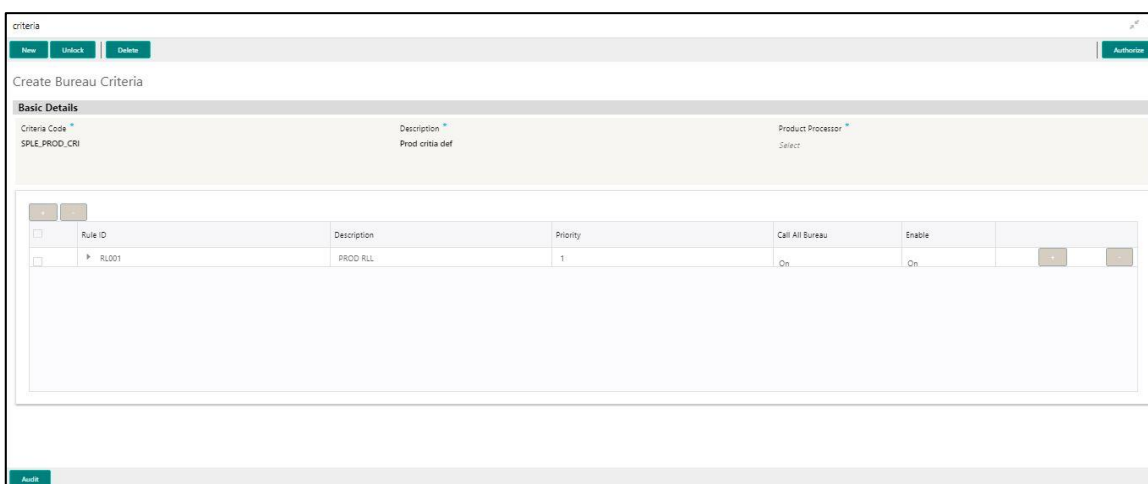 criteria
New Unlock Delete Authorize
Create Bureau Criteria
Basic Details
Criteria Code * Description * Product Processor *
SPLE_PROD_CRI Prod critia def Select
+ -
Rule ID Description Priority Call All Bureau Enable
RL001 PROD RLL 1 On On + -
Audit